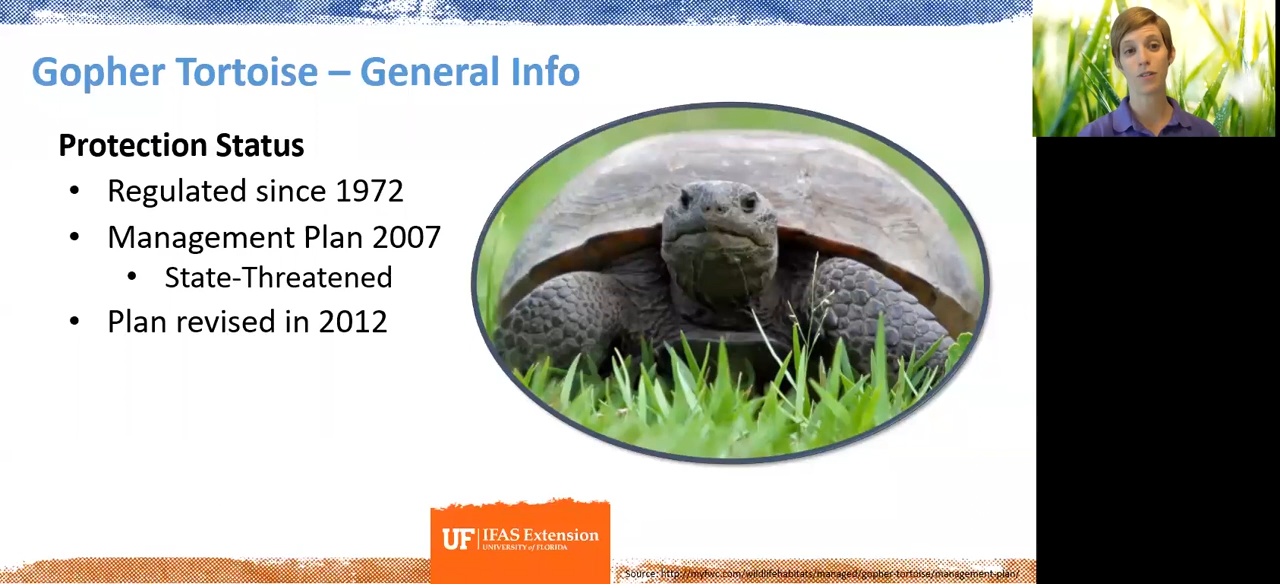 Gopher Tortoise – General Info
Protection Status
• Regulated since 1972
• Management Plan 2007
• State-Threatened
• Plan revised in 2012
UF | IFAS Extension
UNIVERSITY of FLORIDA
Source: http://myfwc.com/wildlifehabitats/managed/gopher-tortoise/management-plan/